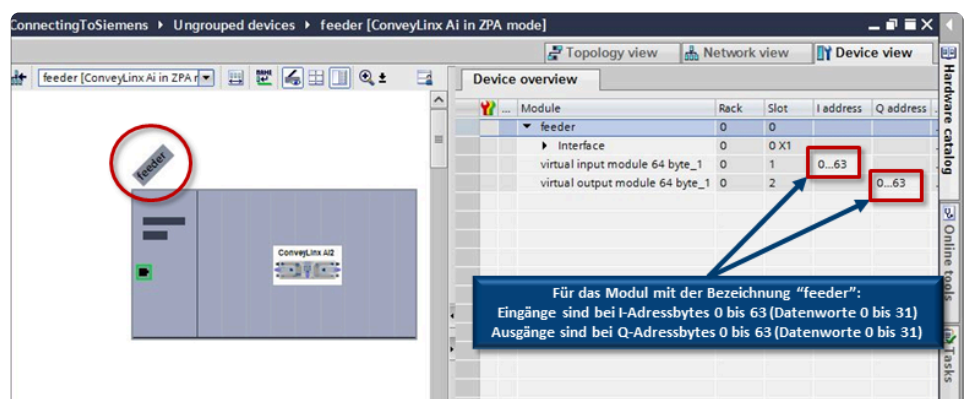 ConnectingToSiemens ▸ Ungrouped devices ▸ feeder [ConveyLinx Ai in ZPA mode]
Topology view Network view Device view
feeder [ConveyLinx Ai in ZPA r
Device overview
... Module Rack Slot I address Q address
feeder 0 0
Interface 0 0 X1
virtual input module 64 byte_1 0 1 0...63
virtual output module 64 byte_1 0 2 0...63
feeder
ConveyLinx Ai2
Für das Modul mit der Bezeichnung “feeder”:
Eingänge sind bei I-Adressbytes 0 bis 63 (Datenworte 0 bis 31)
Ausgänge sind bei Q-Adressbytes 0 bis 63 (Datenworte 0 bis 31)
Hardware catalog
Online tools
Tasks